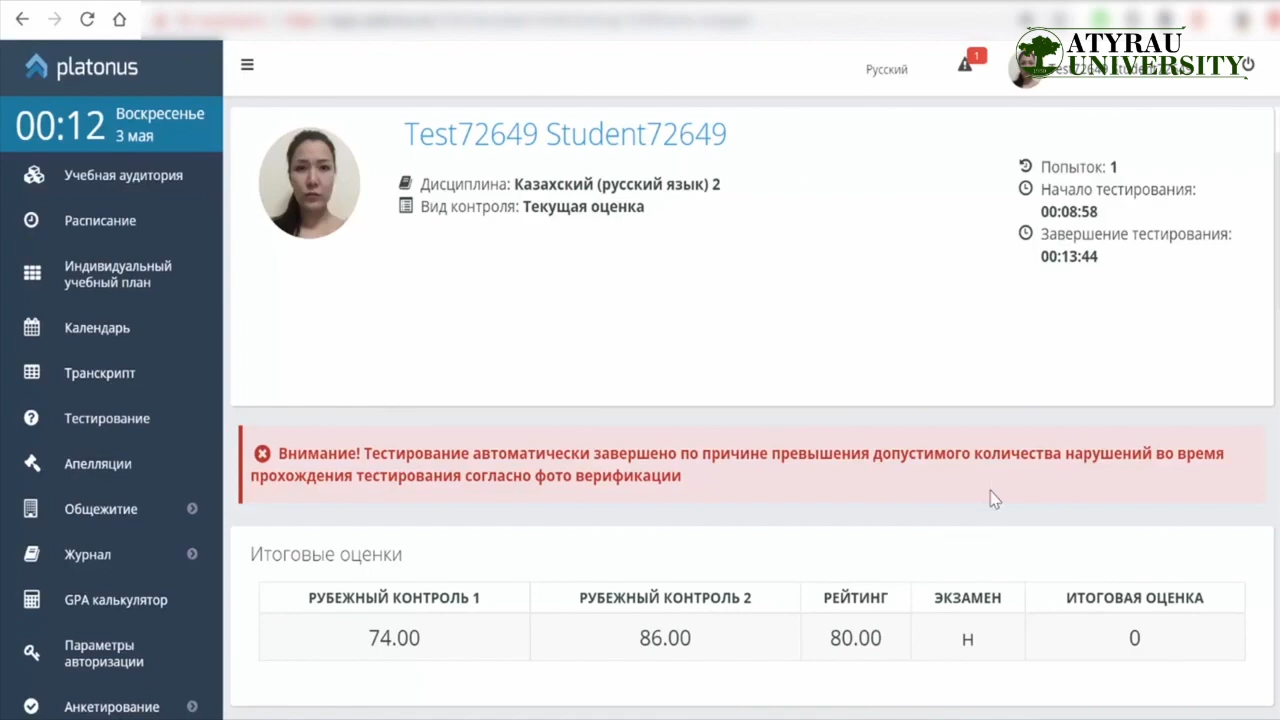 platonus
Русский
1
ATYRAU
UNIVERSITY
00:12
Воскресенье
3 мая
Учебная аудитория
Расписание
Индивидуальный
учебный план
Календарь
Транскрипт
Тестирование
Апелляции
Общежитие
Журнал
GPA калькулятор
Параметры
авторизации
Анкетирование
Test72649 Student72649
Дисциплина: Казахский (русский язык) 2
Вид контроля: Текущая оценка
Попыток: 1
Начало тестирования:
00:08:58
Завершение тестирования:
00:13:44
Внимание! Тестирование автоматически завершено по причине превышения допустимого количества нарушений во время
прохождения тестирования согласно фото верификации
Итоговые оценки
РУБЕЖНЫЙ КОНТРОЛЬ 1 РУБЕЖНЫЙ КОНТРОЛЬ 2 РЕЙТИНГ ЭКЗАМЕН ИТОГОВАЯ ОЦЕНКА
74.00 86.00 80.00 н 0